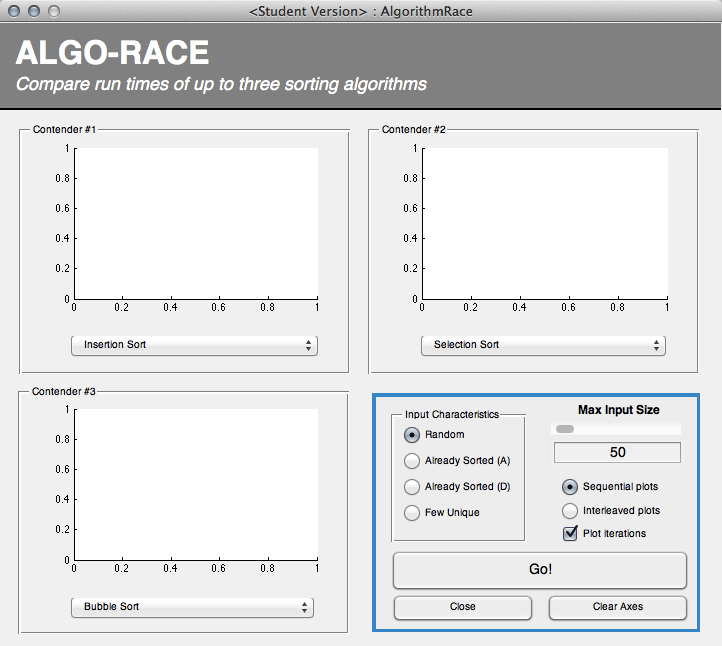 <Student Version> : AlgorithmRace
ALGO-RACE
Compare run times of up to three sorting algorithms
Contender #1
1
0.8
0.6
0.4
0.2
0
0 0.2 0.4 0.6 0.8 1
Insertion Sort
Contender #2
1
0.8
0.6
0.4
0.2
0
0 0.2 0.4 0.6 0.8 1
Selection Sort
Contender #3
1
0.8
0.6
0.4
0.2
0
0 0.2 0.4 0.6 0.8 1
Bubble Sort
Input Characteristics
Random
Already Sorted (A)
Already Sorted (D)
Few Unique
Max Input Size
50
Sequential plots
Interleaved plots
Plot iterations
Go!
Close
Clear Axes